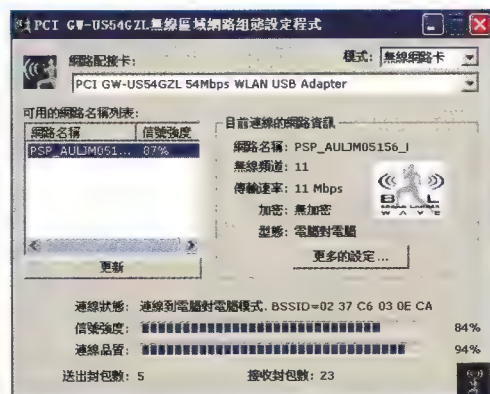 PCI GW-US54GZL無線區域網路組態設定程式
網路配接卡:
模式: 無線網路卡
PCI GW-US54GZL 54Mbps WLAN USB Adapter
可用的網路名稱列表:
網路名稱 信號強度
PSP_AULJM051... 87%
更新
目前連線的網路資訊
網路名稱: PSP_AULJM05156_I
無線頻道: 11
傳輸速率: 11 Mbps
加密: 無加密
型態: 電腦對電腦
更多的設定...
連線狀態: 連線到電腦對電腦模式. BSSID=02 37 C6 03 0E CA
信號強度: 84%
連線品質: 94%
送出封包數: 5 接收封包數: 23